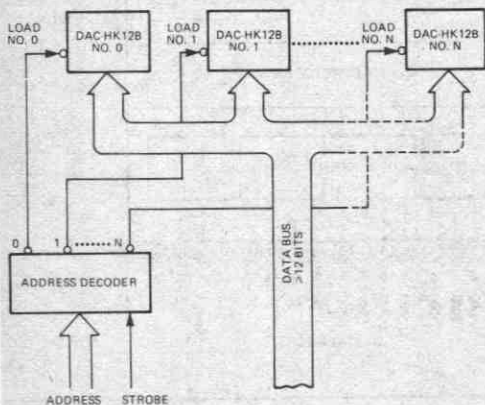 LOAD
NO. 0
DAC-HK12B
NO. 0
LOAD
NO. 1
DAC-HK12B
NO. 1
LOAD
NO. N
DAC-HK12B
NO. N
0
1
N
ADDRESS DECODER
DATA BUS
≥12 BITS
ADDRESS
STROBE